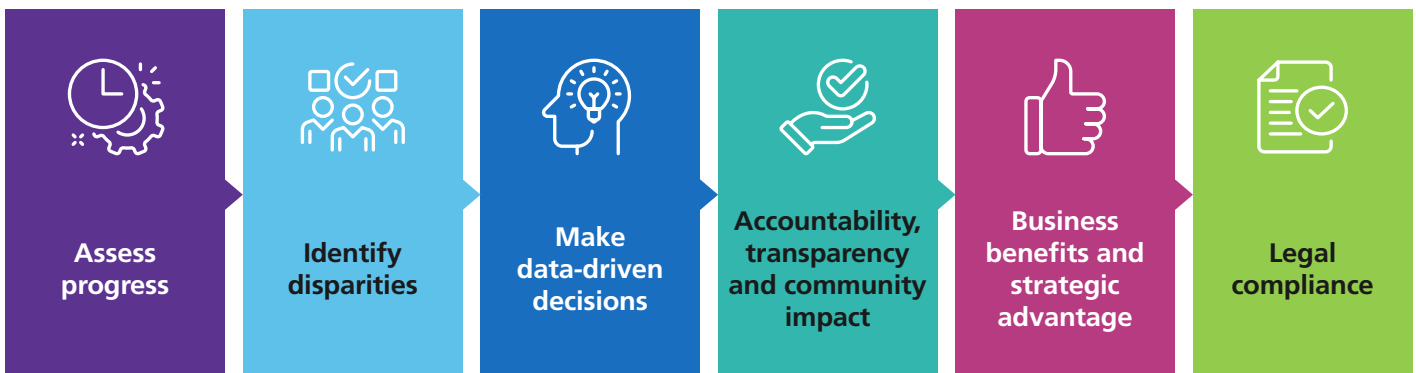 Assess
progress
Identify
disparities
Make
data-driven
decisions
Accountability,
transparency
and community
impact
Business
benefits and
strategic
advantage
Legal
compliance